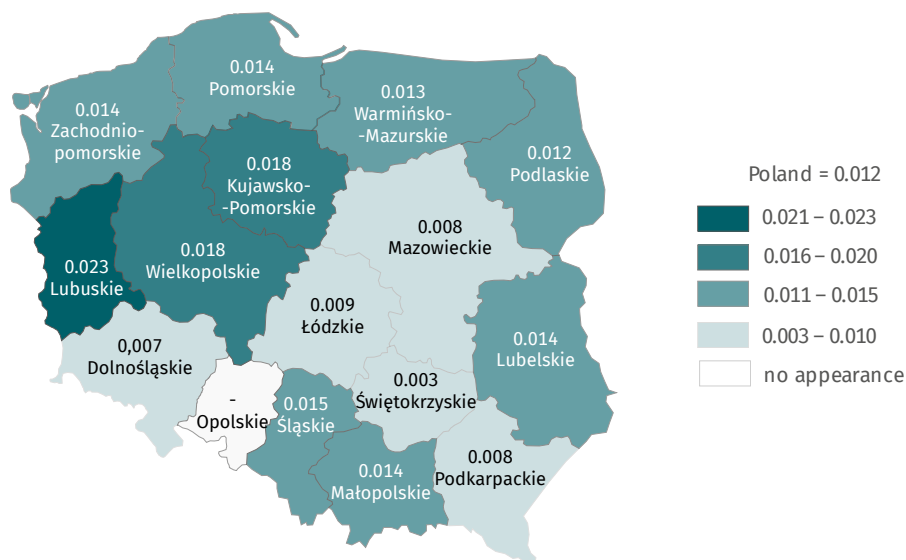 0.014
Pomorskie
0.014
Zachodnio-
pomorskie
0.013
Warmińsko-
-Mazurskie
0.012
Podlaskie
0.018
Kujawsko-
-Pomorskie
0.008
Mazowieckie
0.023
Lubuskie
0.018
Wielkopolskie
0.009
Łódzkie
0.014
Lubelskie
0,007
Dolnośląskie
-
Opolskie
0.015
Śląskie
0.003
Świętokrzyskie
0.014
Małopolskie
0.008
Podkarpackie
Poland = 0.012
0.021 – 0.023
0.016 – 0.020
0.011 – 0.015
0.003 – 0.010
no appearance